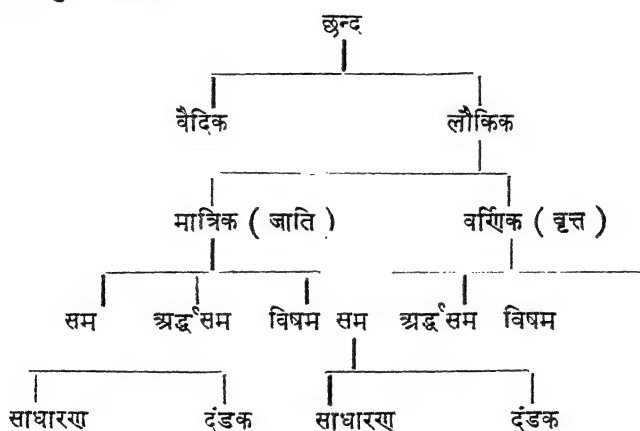 छन्द
वैदिक लौकिक
मात्रिक ( जाति ) वर्णिक ( वृत्त )
सम अर्द्धसम विषम सम अर्द्धसम विषम
साधारण दंडक साधारण दंडक